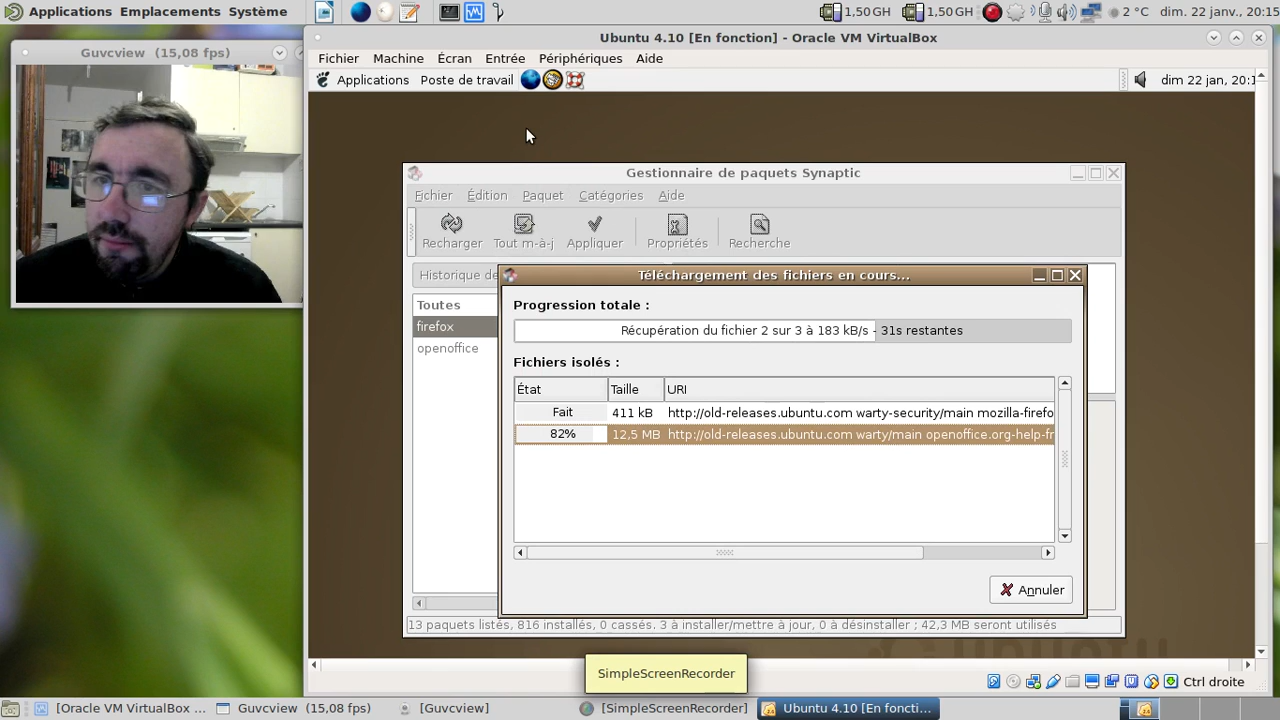 Applications Emplacements Système
1,50 GH 1,50 GH 2 °C dim. 22 janv., 20:15
Guvcview (15,08 fps)
Ubuntu 4.10 [En fonction] - Oracle VM VirtualBox
Fichier Machine Écran Entrée Périphériques Aide
Applications Poste de travail dim 22 jan, 20:1
Gestionnaire de paquets Synaptic
Fichier Édition Paquet Catégories Aide
Recharger Tout m-à-j Appliquer Propriétés Recherche
Historique de
Téléchargement des fichiers en cours...
Toutes
firefox
openoffice
Progression totale :
Récupération du fichier 2 sur 3 à 183 kB/s - 31s restantes
Fichiers isolés :
État Taille URI
Fait 411 kB http://old-releases.ubuntu.com warty-security/main mozilla-firefo
82% 12,5 MB http://old-releases.ubuntu.com warty/main openoffice.org-help-fr
Annuler
13 paquets listés, 816 installés, 0 cassés. 3 à installer/mettre à jour, 0 à désinstaller ; 42,3 MB seront utilisés
ubuntu
SimpleScreenRecorder
Ctrl droite
[Oracle VM VirtualBox ... Guvcview (15,08 fps) [Guvcview] [SimpleScreenRecorder] Ubuntu 4.10 [En foncti...